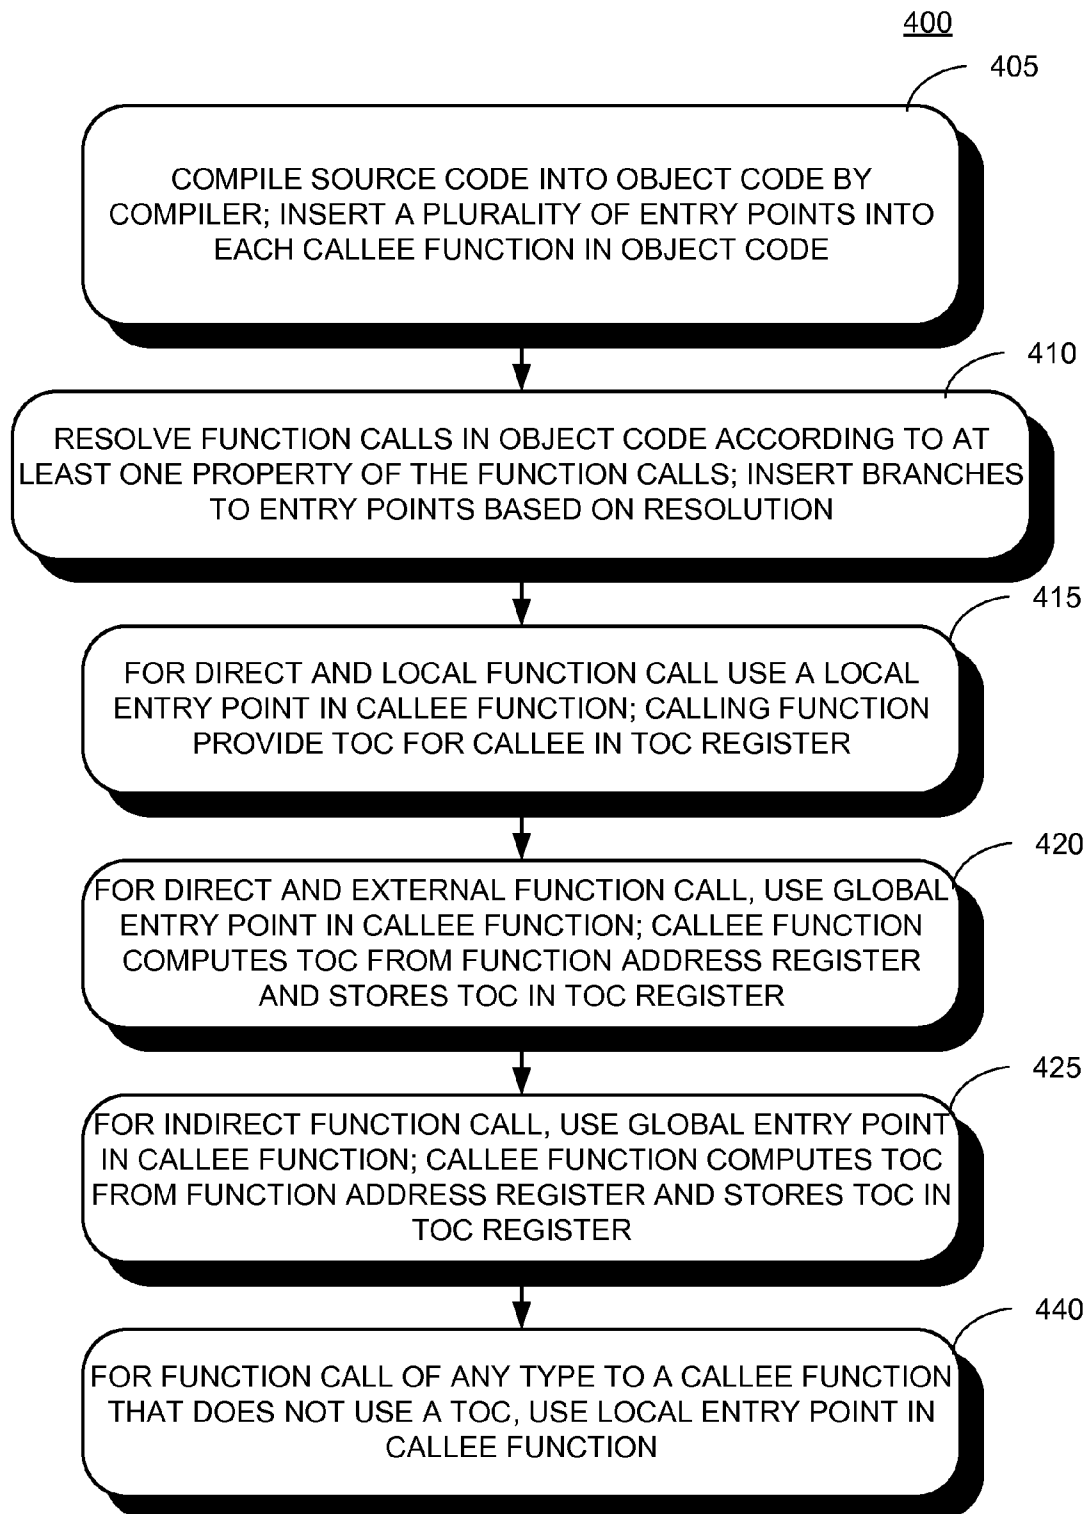 400
405
COMPILE SOURCE CODE INTO OBJECT CODE BY
COMPILER; INSERT A PLURALITY OF ENTRY POINTS INTO
EACH CALLEE FUNCTION IN OBJECT CODE
410
RESOLVE FUNCTION CALLS IN OBJECT CODE ACCORDING TO AT
LEAST ONE PROPERTY OF THE FUNCTION CALLS; INSERT BRANCHES
TO ENTRY POINTS BASED ON RESOLUTION
415
FOR DIRECT AND LOCAL FUNCTION CALL USE A LOCAL
ENTRY POINT IN CALLEE FUNCTION; CALLING FUNCTION
PROVIDE TOC FOR CALLEE IN TOC REGISTER
420
FOR DIRECT AND EXTERNAL FUNCTION CALL, USE GLOBAL
ENTRY POINT IN CALLEE FUNCTION; CALLEE FUNCTION
COMPUTES TOC FROM FUNCTION ADDRESS REGISTER
AND STORES TOC IN TOC REGISTER
425
FOR INDIRECT FUNCTION CALL, USE GLOBAL ENTRY POINT
IN CALLEE FUNCTION; CALLEE FUNCTION COMPUTES TOC
FROM FUNCTION ADDRESS REGISTER AND STORES TOC IN
TOC REGISTER
440
FOR FUNCTION CALL OF ANY TYPE TO A CALLEE FUNCTION
THAT DOES NOT USE A TOC, USE LOCAL ENTRY POINT IN
CALLEE FUNCTION